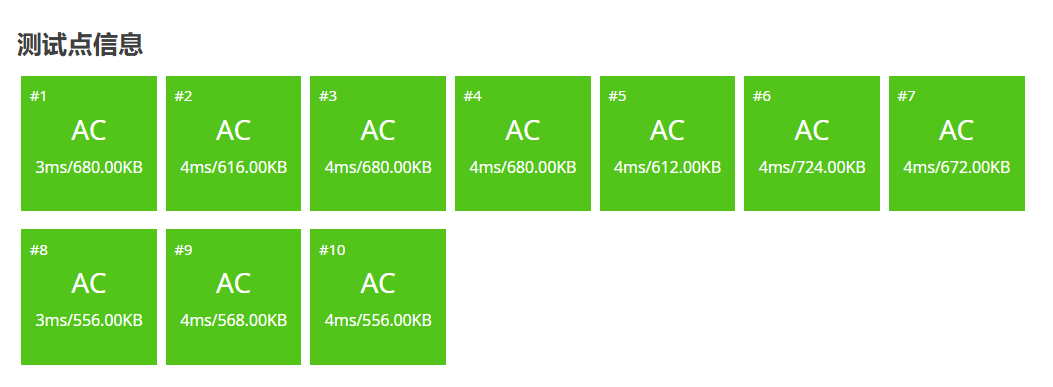 测试点信息
#1 #2 #3 #4 #5 #6 #7
AC AC AC AC AC AC AC
3ms/680.00KB 4ms/616.00KB 4ms/680.00KB 4ms/680.00KB 4ms/612.00KB 4ms/724.00KB 4ms/672.00KB
#8 #9 #10
AC AC AC
3ms/556.00KB 4ms/568.00KB 4ms/556.00KB